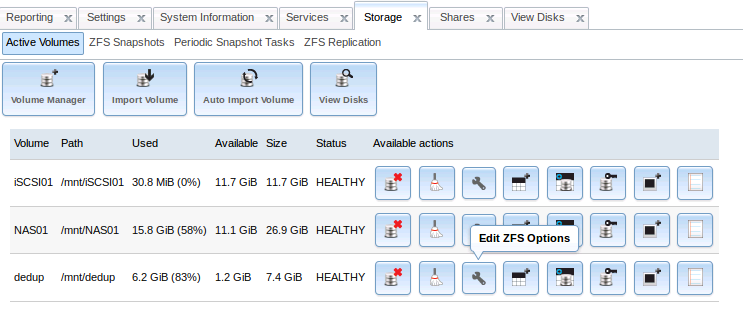 Reporting Settings System Information Services Storage Shares View Disks
Active Volumes ZFS Snapshots Periodic Snapshot Tasks ZFS Replication
Volume Manager Import Volume Auto Import Volume View Disks
Volume Path Used Available Size Status Available actions
iSCSI01 /mnt/iSCSI01 30.8 MiB (0%) 11.7 GiB 11.7 GiB HEALTHY
NAS01 /mnt/NAS01 15.8 GiB (58%) 11.1 GiB 26.9 GiB HEALTHY
Edit ZFS Options
dedup /mnt/dedup 6.2 GiB (83%) 1.2 GiB 7.4 GiB HEALTHY